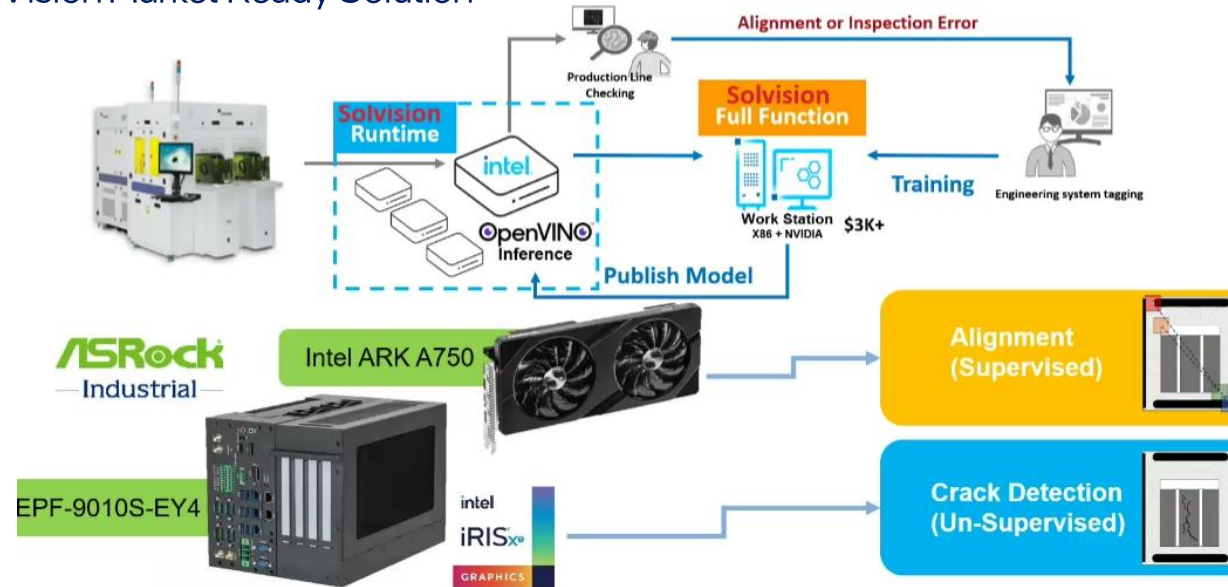 Vision Market Ready Solution
Alignment or Inspection Error
Production Line
Checking
Solvision
Runtime
Solvision
Full Function
intel
OpenVINO
Inference
Training
Engineering system tagging
Work Station
X86 + NVIDIA
$3K+
Publish Model
ASRock
Industrial
Intel ARK A750
Alignment
(Supervised)
EPF-9010S-EY4
intel
iRISxe
GRAPHICS
Crack Detection
(Un-Supervised)